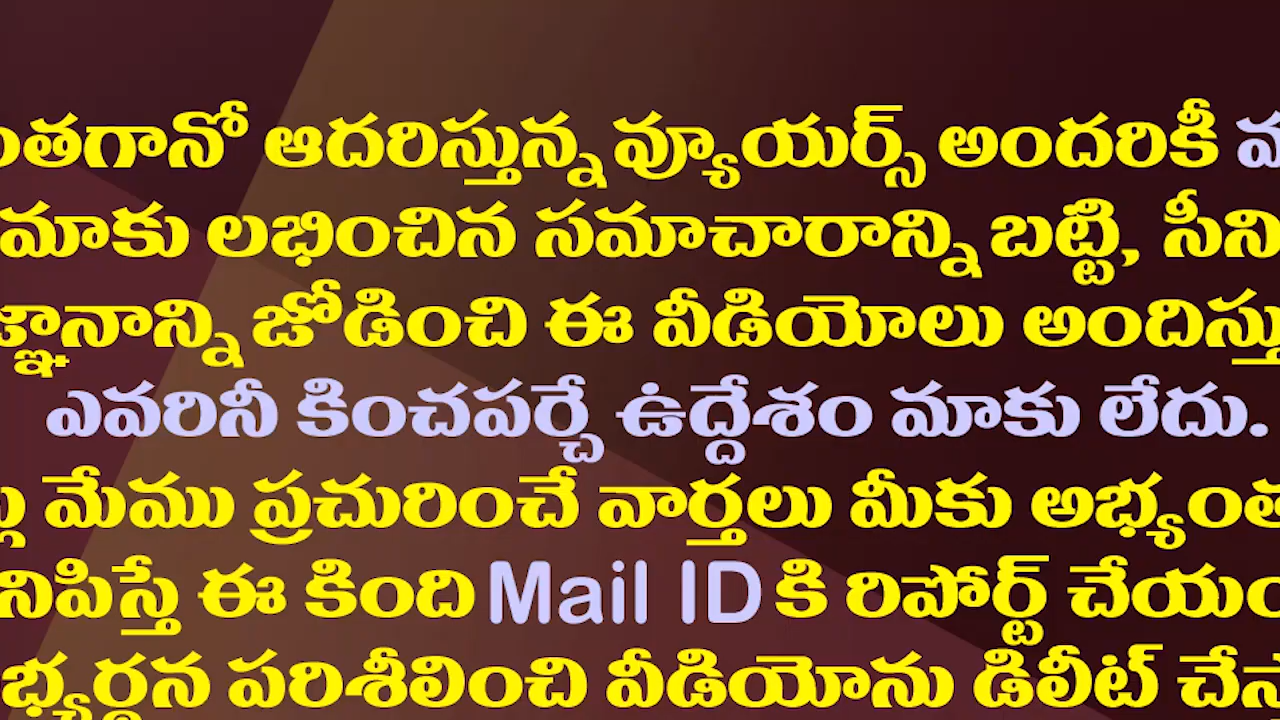 ఆదరిస్తున్న వ్యూయర్స్ అందరికీ
మాకు లభించిన సమాచారాన్ని బట్టి,
జోడించి ఈ వీడియోలు
ఎవరినీ కించపర్చే ఉద్దేశం మాకు లేదు.
మేము ప్రచురించే వార్తలు మీకు
ఈ కింది Mail ID కి రిపోర్ట్
పరిశీలించి వీడియోను డిలీట్